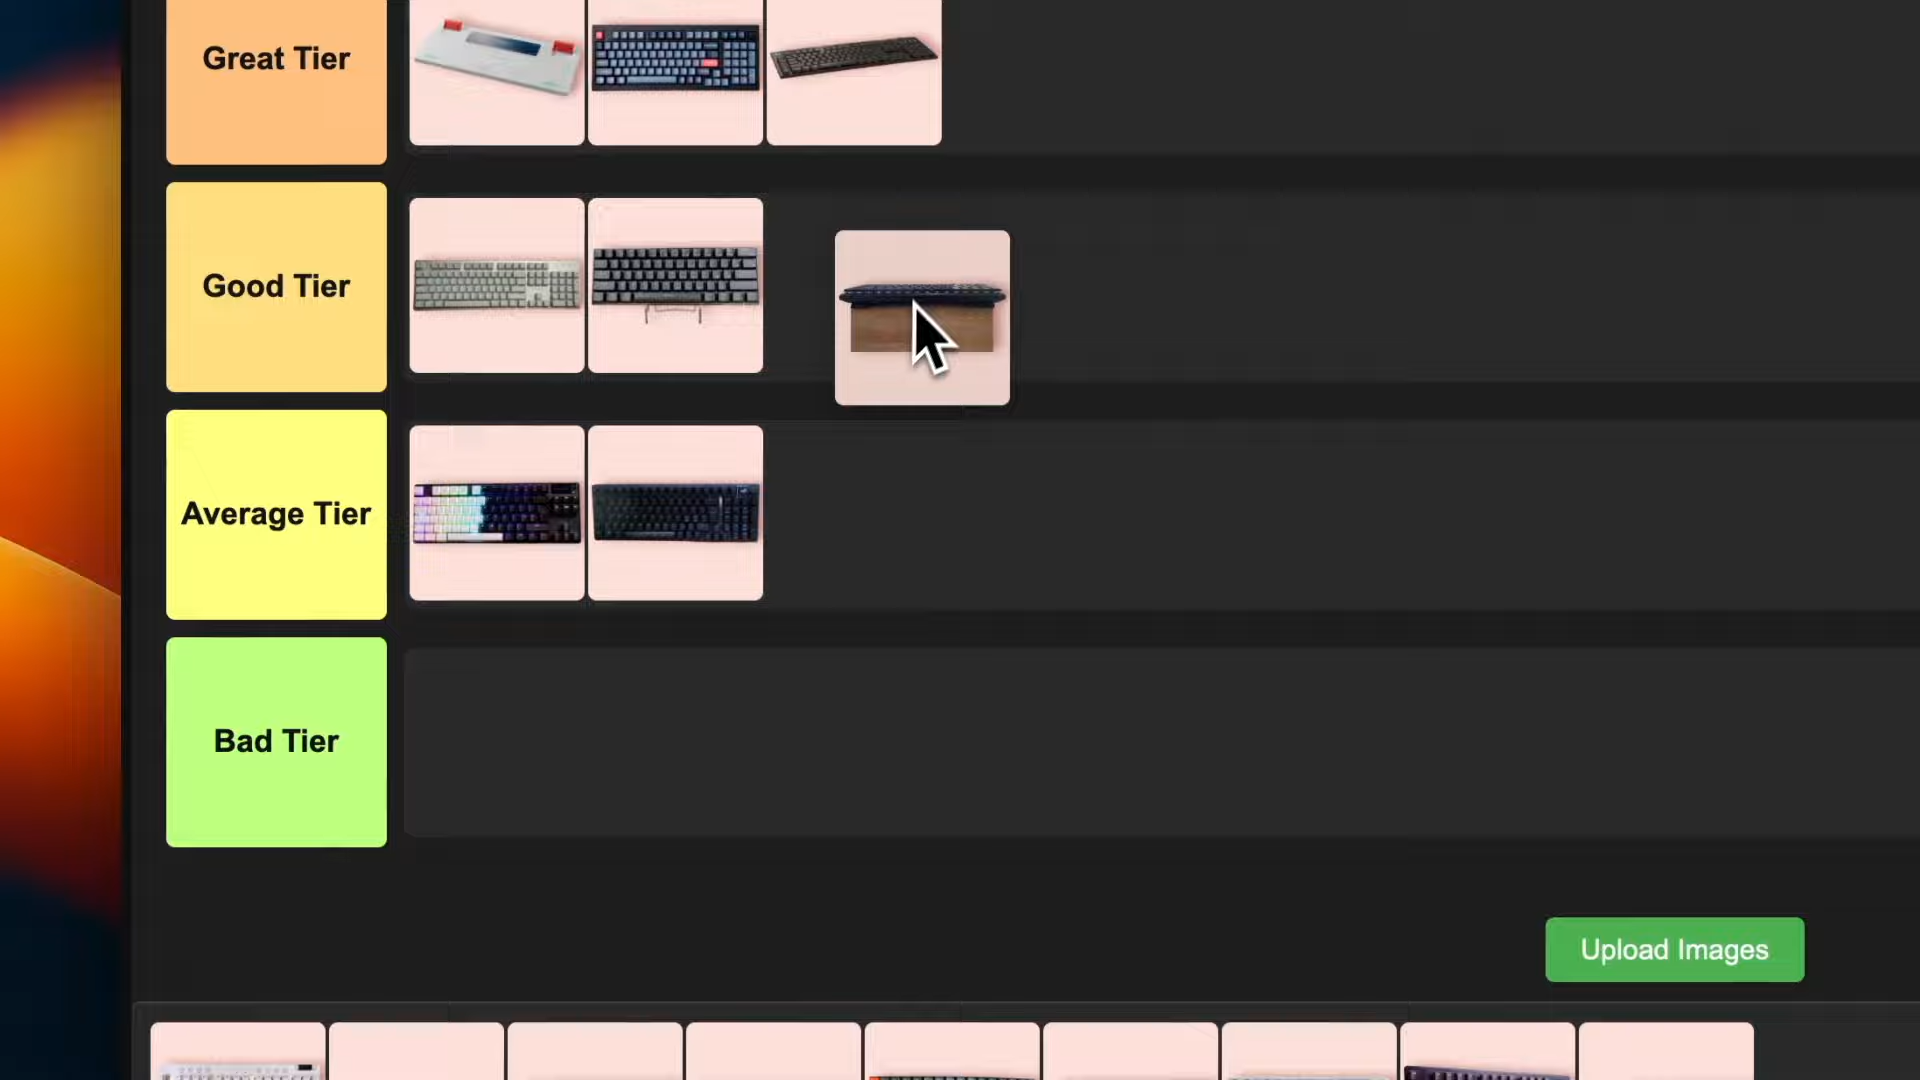 Great Tier
Good Tier
Average Tier
Bad Tier
Upload Images